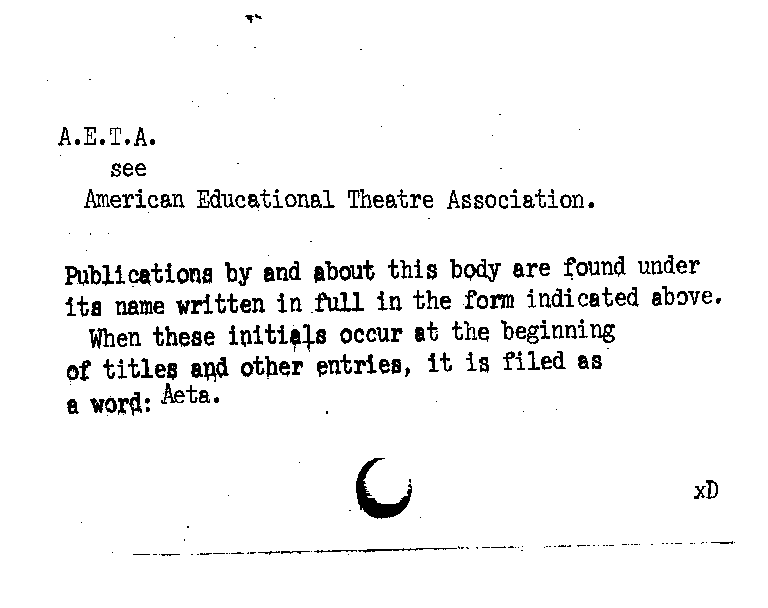 A.E.T.A.
see
American Educational Theatre Association.
Publications by and about this body are found under
its name written in full in the form indicated above.
When these initials occur at the beginning
of titles and other entries, it is filed as
a word: Aeta.
xD